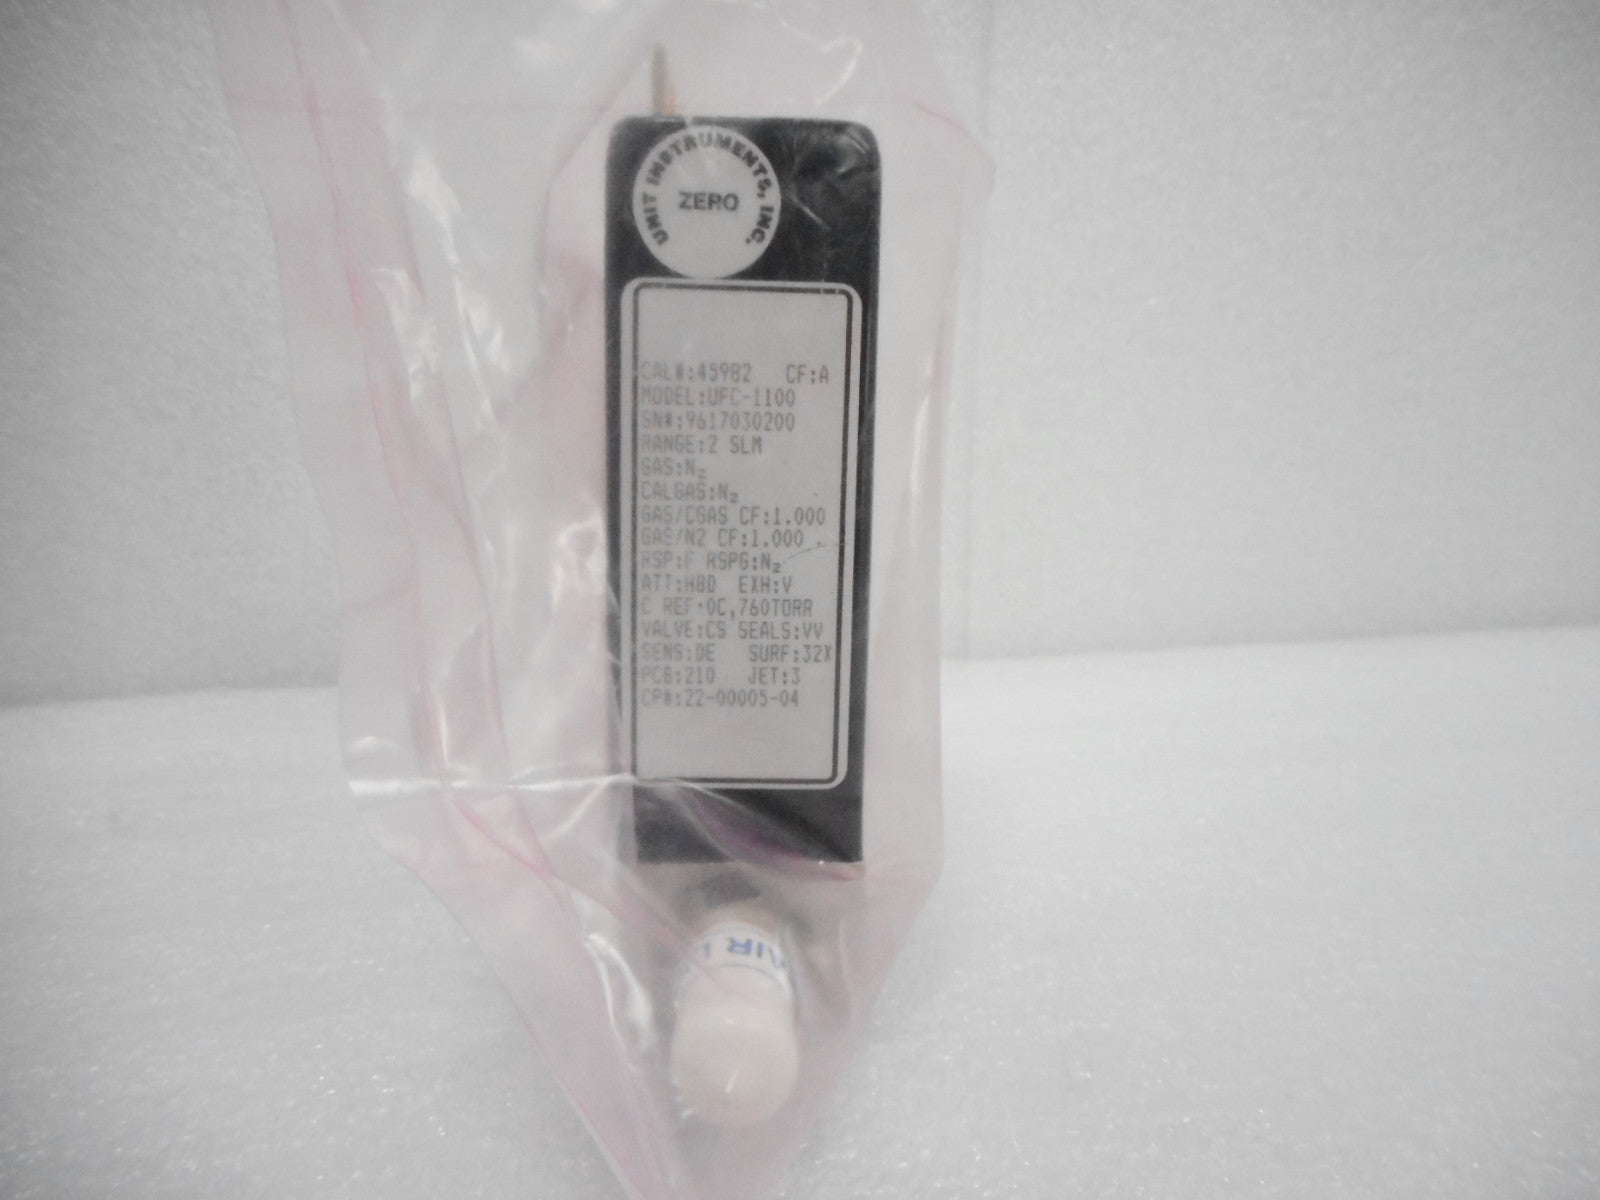 UNIT INSTRUMENTS, INC.
ZERO
CAL#:45982 CF:A
MODEL:UFC-1100
SN#:9617030200
RANGE:2 SLM
GAS:N₂
CALGAS:N₂
GAS/CGAS CF:1.000
GAS/N2 CF:1.000
RSP:F RSPG:N₂
ATT:HBD EXH:V
C REF:0C,760TORR
VALVE:CS SEALS:VV
SENS:DE SURF:32X
PCB:210 JET:3
CP#:22-00005-04
AIR